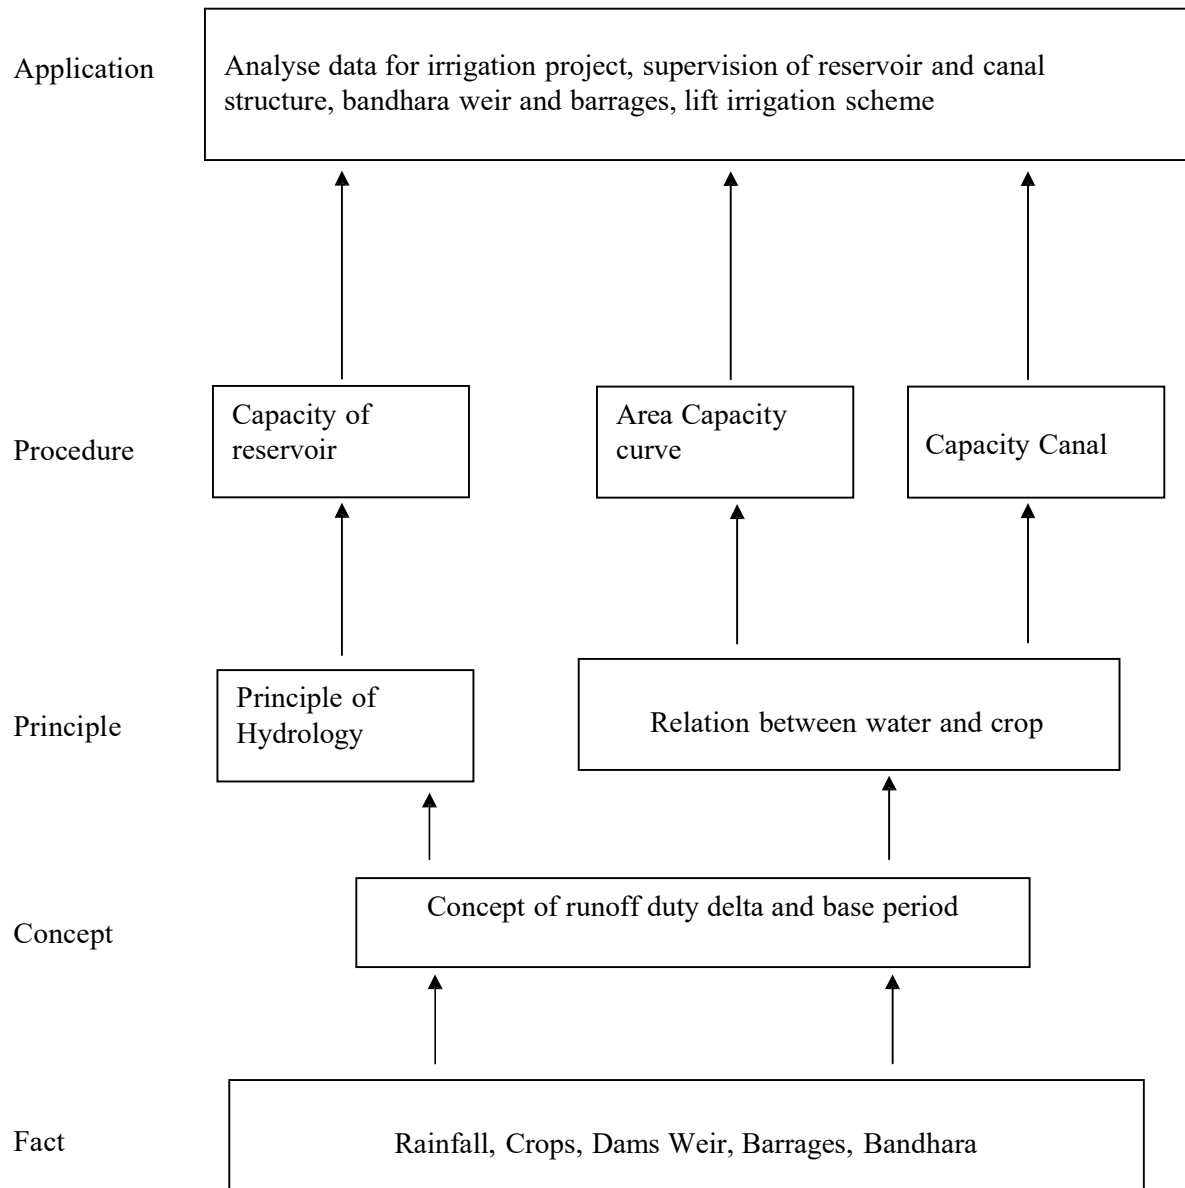 Application
Analyse data for irrigation project, supervision of reservoir and canal
structure, bandhara weir and barrages, lift irrigation scheme
Procedure
Capacity of
reservoir
Area Capacity
curve
Capacity Canal
Principle
Principle of
Hydrology
Relation between water and crop
Concept
Concept of runoff duty delta and base period
Fact
Rainfall, Crops, Dams Weir, Barrages, Bandhara